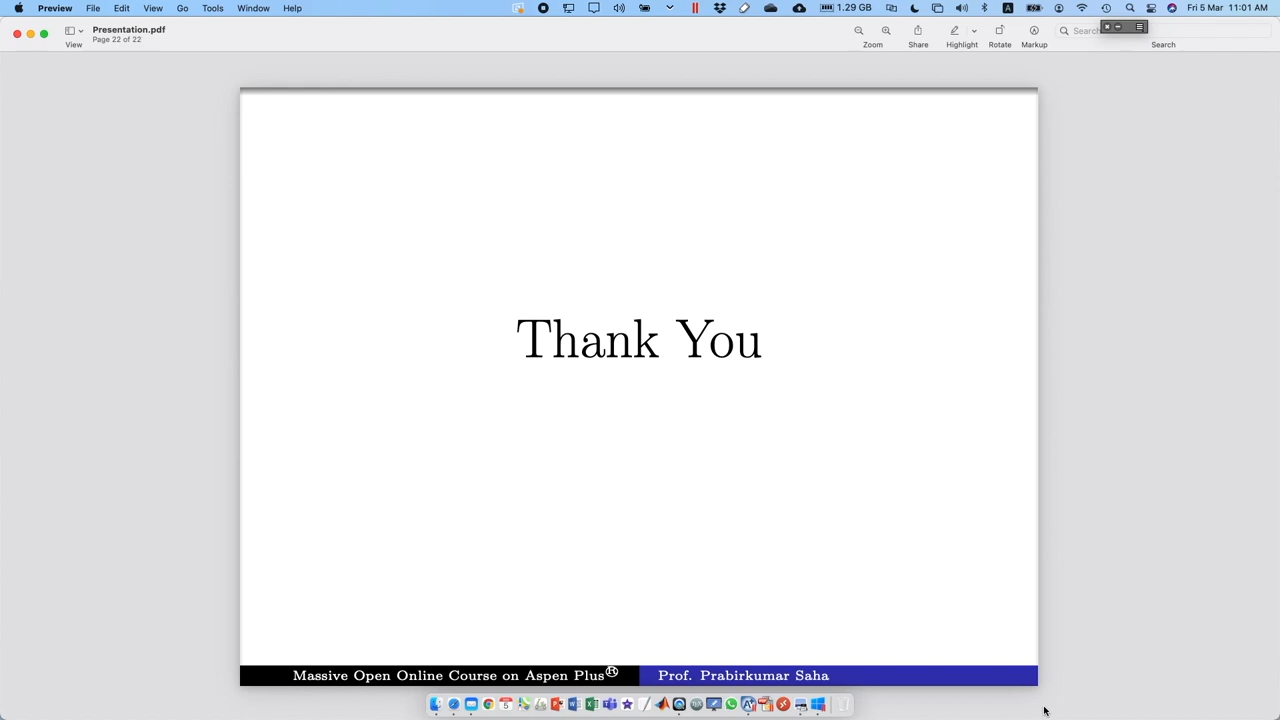 Preview File Edit View Go Tools Window Help 1.29 GB A Fri 5 Mar 11:01 AM
Presentation.pdf
Page 22 of 22
Search
View Zoom Share Highlight Rotate Markup Search
Thank You
Massive Open Online Course on Aspen Plus® Prof. Prabirkumar Saha